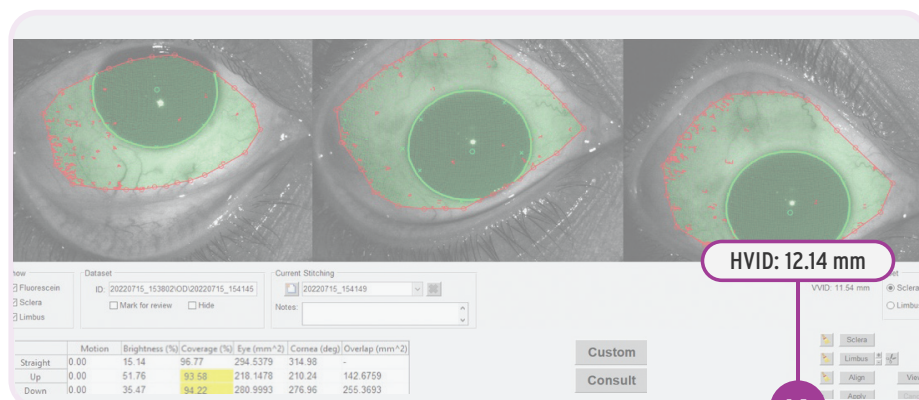 HVID: 12.14 mm
Dataset
Current Stitching
VVID: 11.54 mm
Fluorescein
ID: 20220715_153802\OD\20220715_154145
20220715_154149
Sclera
Sclera
Mark for review
Hide
Notes:
Limbus
Limbus
Motion Brightness (%) Coverage (%) Eye (mm^2) Cornea (deg) Overlap (mm^2)
Straight 0.00 15.14 96.77 294.5379 314.98 -
Up 0.00 51.76 93.58 218.1478 210.24 142.6759
Down 0.00 35.47 94.22 280.9993 276.96 255.3693
Custom
Consult
Sclera
Limbus -/-
Align
Apply